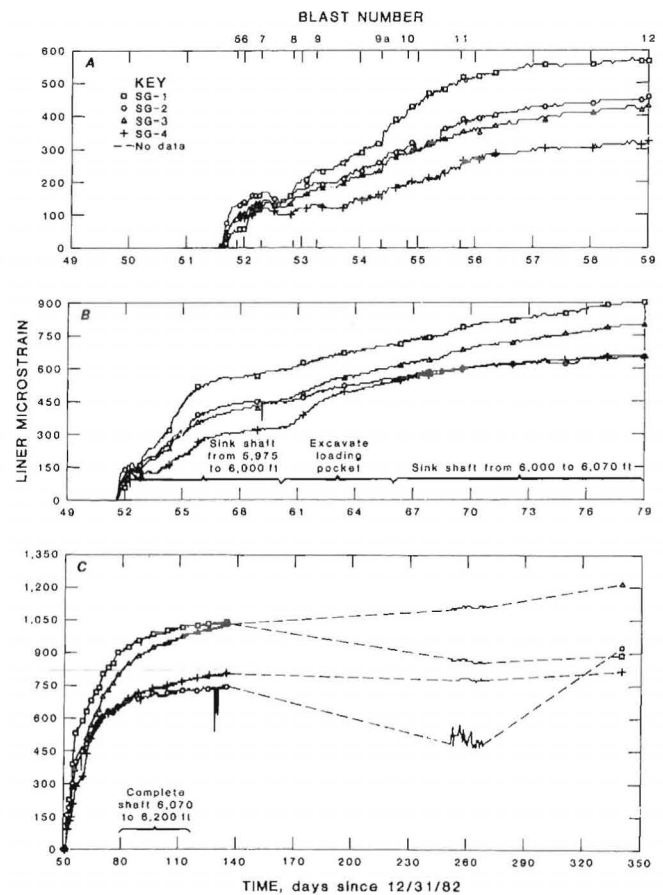 BLAST NUMBER
56 7 8 9 9a 10 11 12
A
600
500
400
300
200
100
0
KEY
SG-1
SG-2
SG-3
SG-4
No data
49 50 51 52 53 54 55 56 57 58 59
LINER MICROSTRAIN
B
900
750
600
450
300
150
0
Sink shaft
from 5,975
to 6,000 ft
Excavate
loading
pocket
Sink shaft from 6,000 to 6,070 ft
49 52 55 58 61 64 67 70 73 76 79
C
1,350
1,200
1,050
900
750
600
450
300
150
0
Complete
shaft 6,070
to 6,200 ft
50 80 110 140 170 200 230 260 290 320 350
TIME, days since 12/31/82